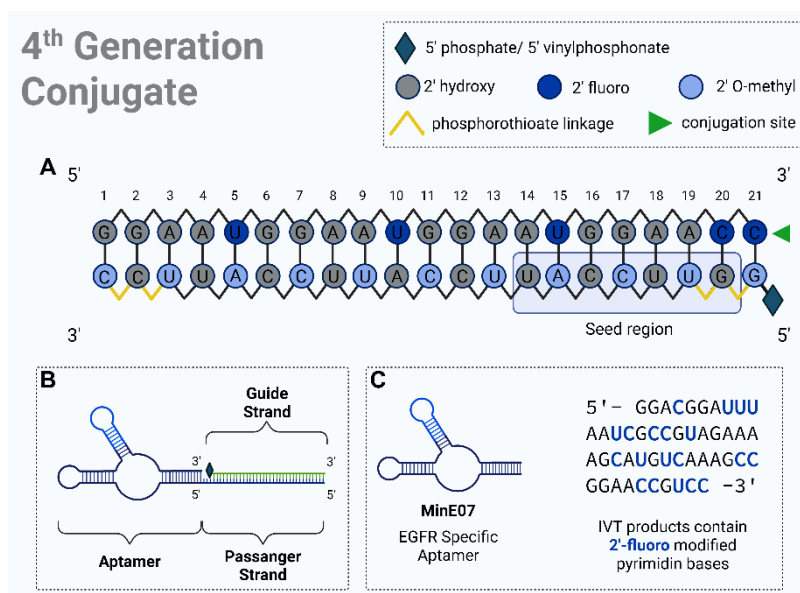 4th Generation
Conjugate
5' phosphate/ 5' vinylphosphonate
2' hydroxy
2' fluoro
2' O-methyl
phosphorothioate linkage
conjugation site
A
5'
3'
1 2 3 4 5 6 7 8 9 10 11 12 13 14 15 16 17 18 19 20 21
G G A A U G G A A U G G A A U G G A A C C
C C U U A C C U U A C C U U A C C U U G G
Seed region
3'
5'
B
Guide
Strand
3'
3'
5'
5'
Aptamer
Passanger
Strand
C
MinE07
EGFR Specific
Aptamer
5'- GGACGGAUUU
AAUCGCCGUAGAAA
AGCAUGUCAAAGCC
GGAACCGUCC -3'
IVT products contain
2'-fluoro modified
pyrimidin bases